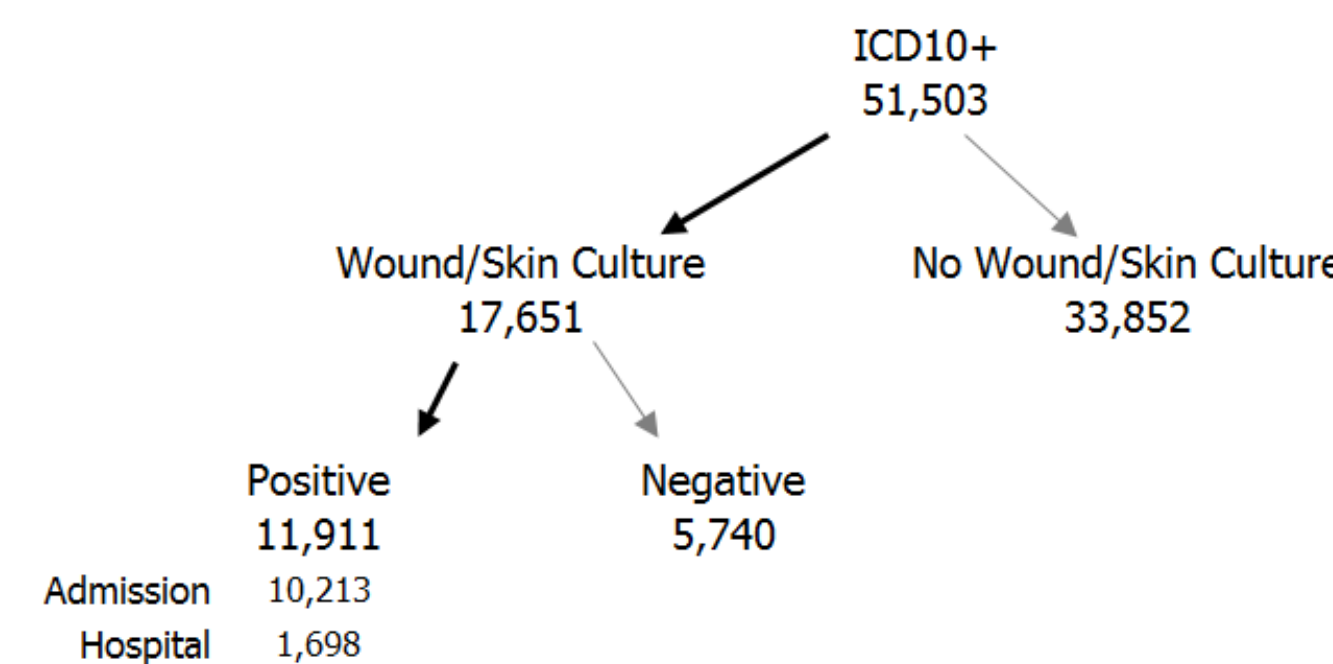 ICD10+
51,503
Wound/Skin Culture
No Wound/Skin Culture
17,651
33,852
Positive
Negative
11,911
5,740
Admission 10,213
Hospital 1,698